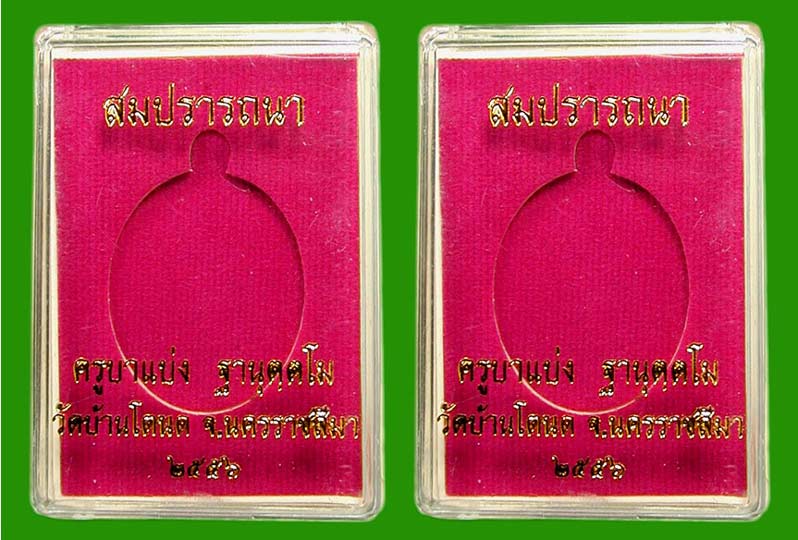 สมปรารถนา
ครูบาแบ่ง ฐานุตฺตโม
วัดบ้านโตนด จ.นครราชสีมา
๒๕๕๖
สมปรารถนา
ครูบาแบ่ง ฐานุตฺตโม
วัดบ้านโตนด จ.นครราชสีมา
๒๕๕๖